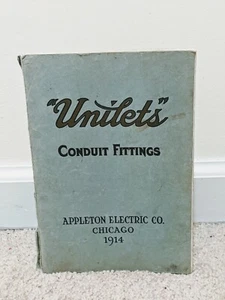 "Unilets"
CONDUIT FITTINGS
APPLETON ELECTRIC CO.
CHICAGO
1914